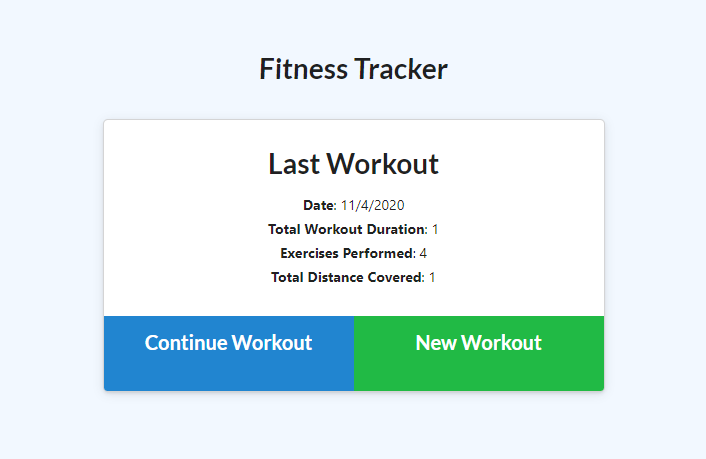 Fitness Tracker
Last Workout
Date: 11/4/2020
Total Workout Duration: 1
Exercises Performed: 4
Total Distance Covered: 1
Continue Workout
New Workout